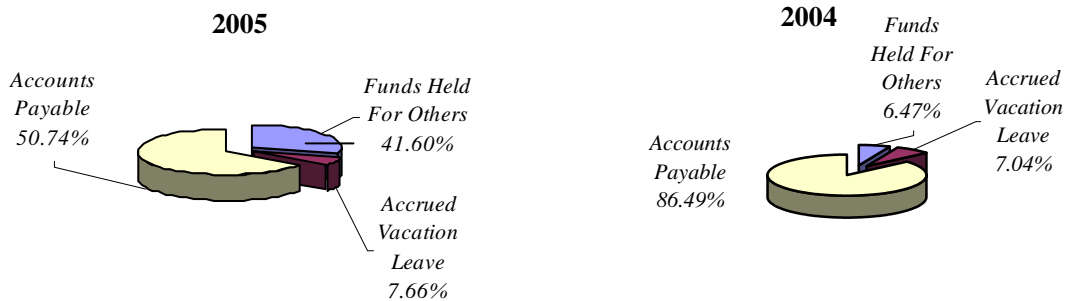 2005
Accounts
Payable
50.74%
Funds Held
For Others
41.60%
Accrued
Vacation
Leave
7.66%
2004
Funds
Held For
Others
6.47%
Accrued
Vacation
Leave
7.04%
Accounts
Payable
86.49%